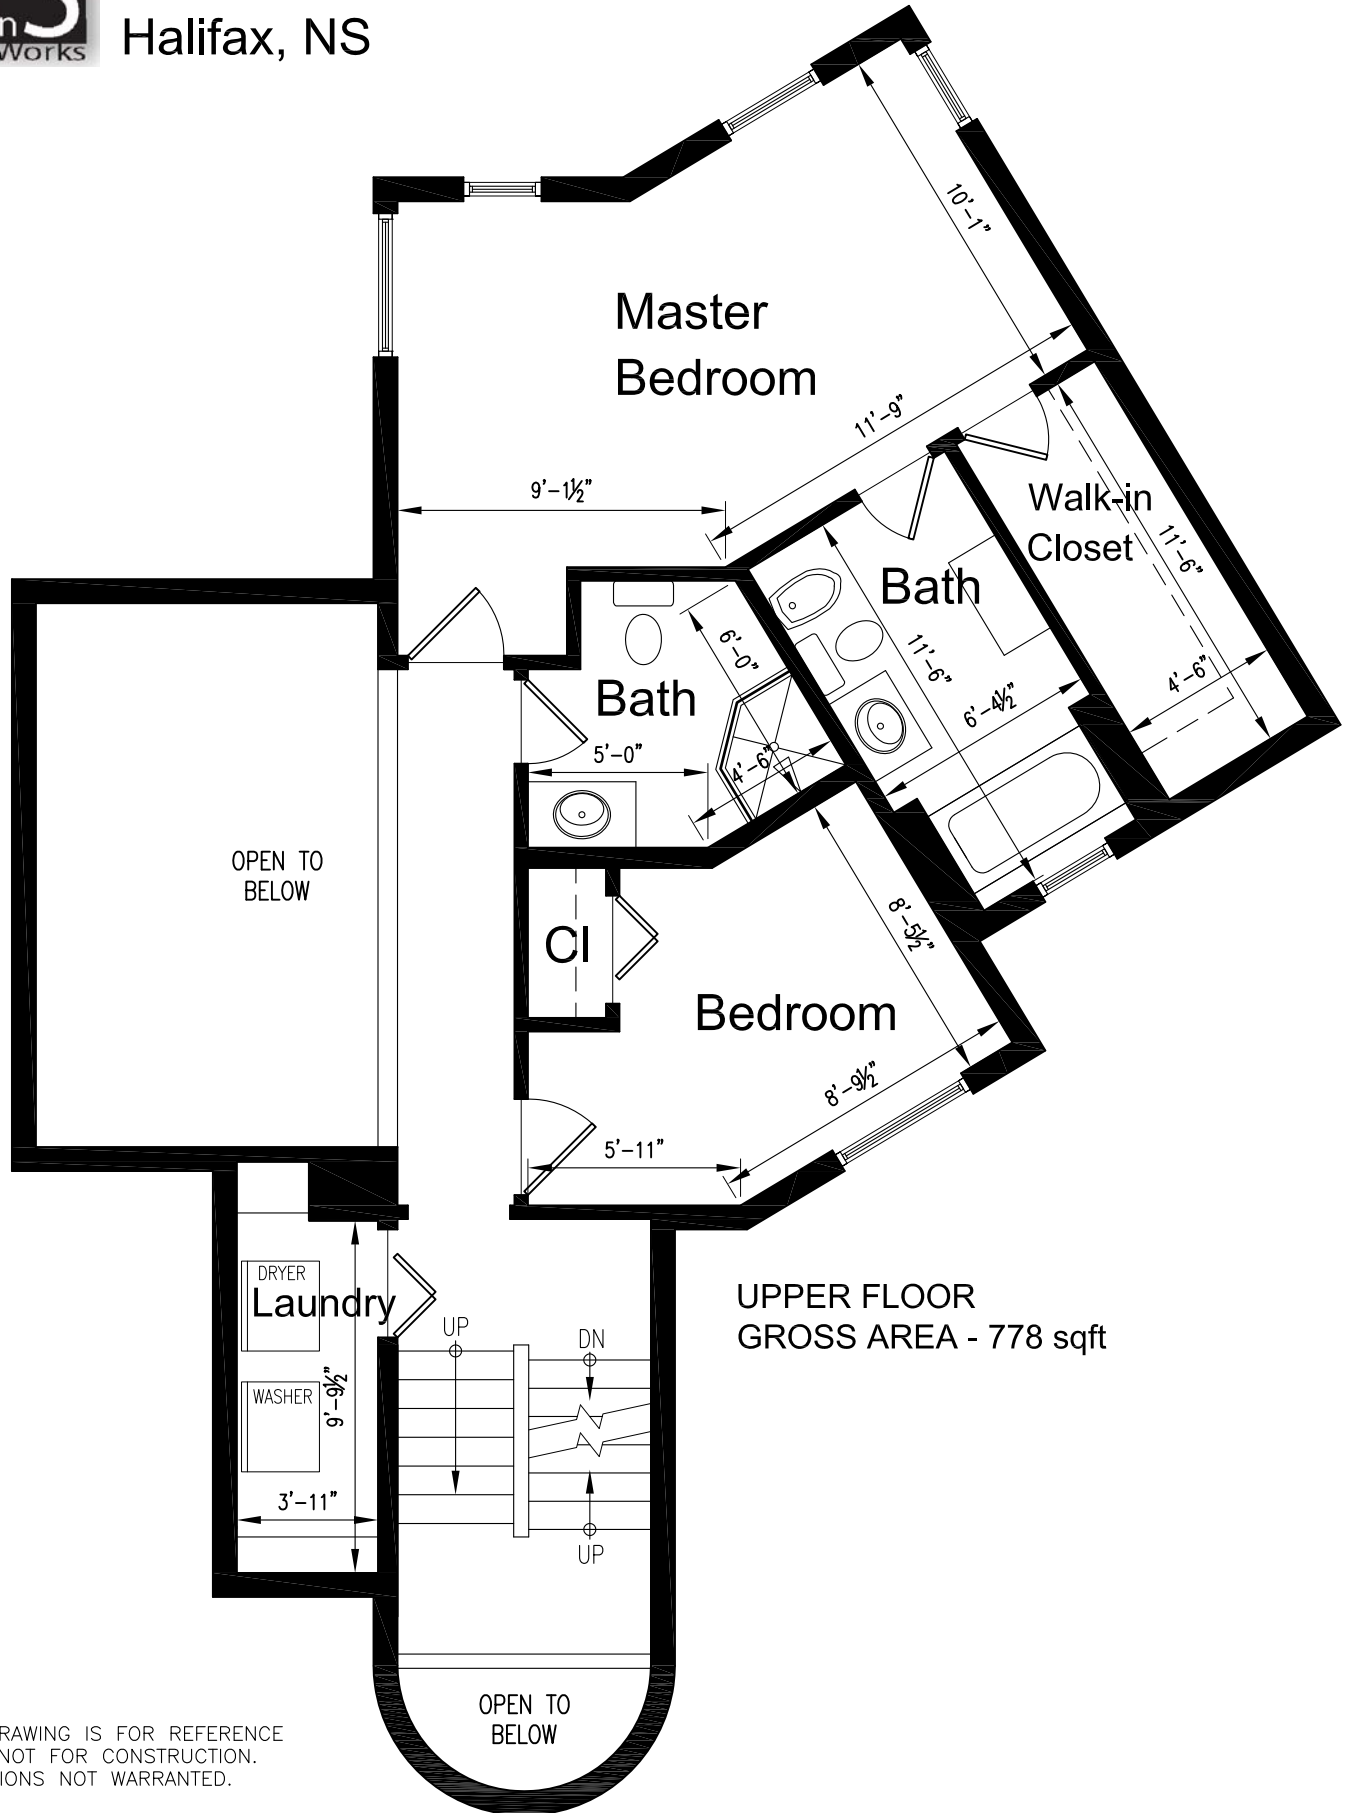 Works
Halifax, NS
10'-1"
Master
Bedroom
11'-9"
9'-1½"
Walk-in
Closet
11'-6"
Bath
11'-6"
6'-0"
4'-6"
Bath
6'-4½"
5'-0"
4'-6"
OPEN TO
BELOW
8'-5½"
Cl
Bedroom
8'-9½"
5'-11"
DRYER
Laundry
UPPER FLOOR
GROSS AREA - 778 sqft
UP
DN
WASHER
9'-9½"
3'-11"
UP
OPEN TO
BELOW
RAWING IS FOR REFERENCE
NOT FOR CONSTRUCTION.
IONS NOT WARRANTED.